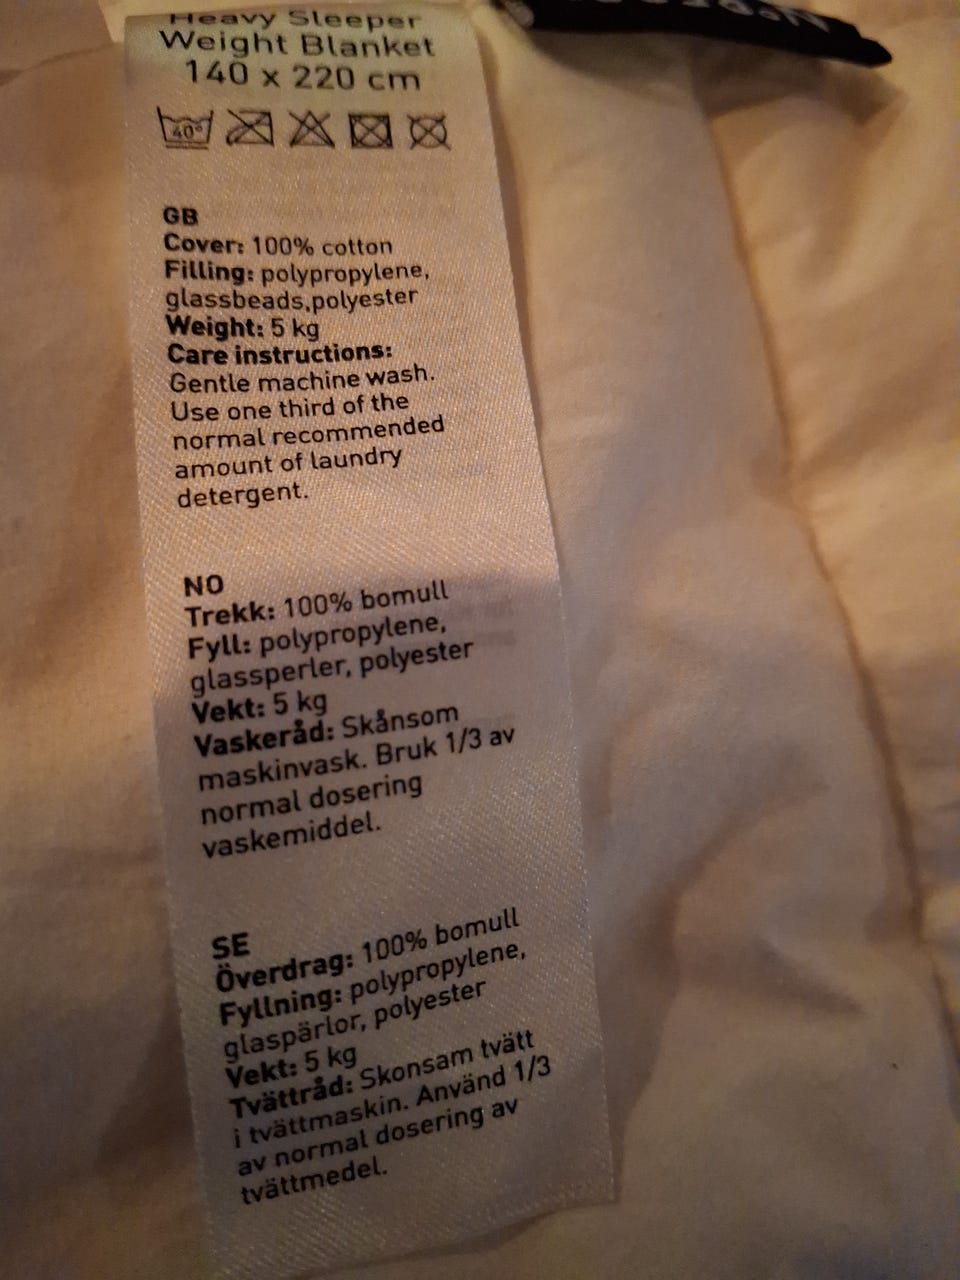 Heavy Sleeper
Weight Blanket
140 x 220 cm
40°
GB
Cover: 100% cotton
Filling: polypropylene,
glassbeads,polyester
Weight: 5 kg
Care instructions:
Gentle machine wash.
Use one third of the
normal recommended
amount of laundry
detergent.
NO
Trekk: 100% bomull
Fyll: polypropylene,
glassperler, polyester
Vekt: 5 kg
Vaskeråd: Skånsom
maskinvask. Bruk 1/3 av
normal dosering
vaskemiddel.
SE
Överdrag: 100% bomull
Fyllning: polypropylene,
glaspärlor, polyester
Vekt: 5 kg
Tvättråd: Skonsam tvätt
i tvättmaskin. Använd 1/3
av normal dosering av
tvättmedel.